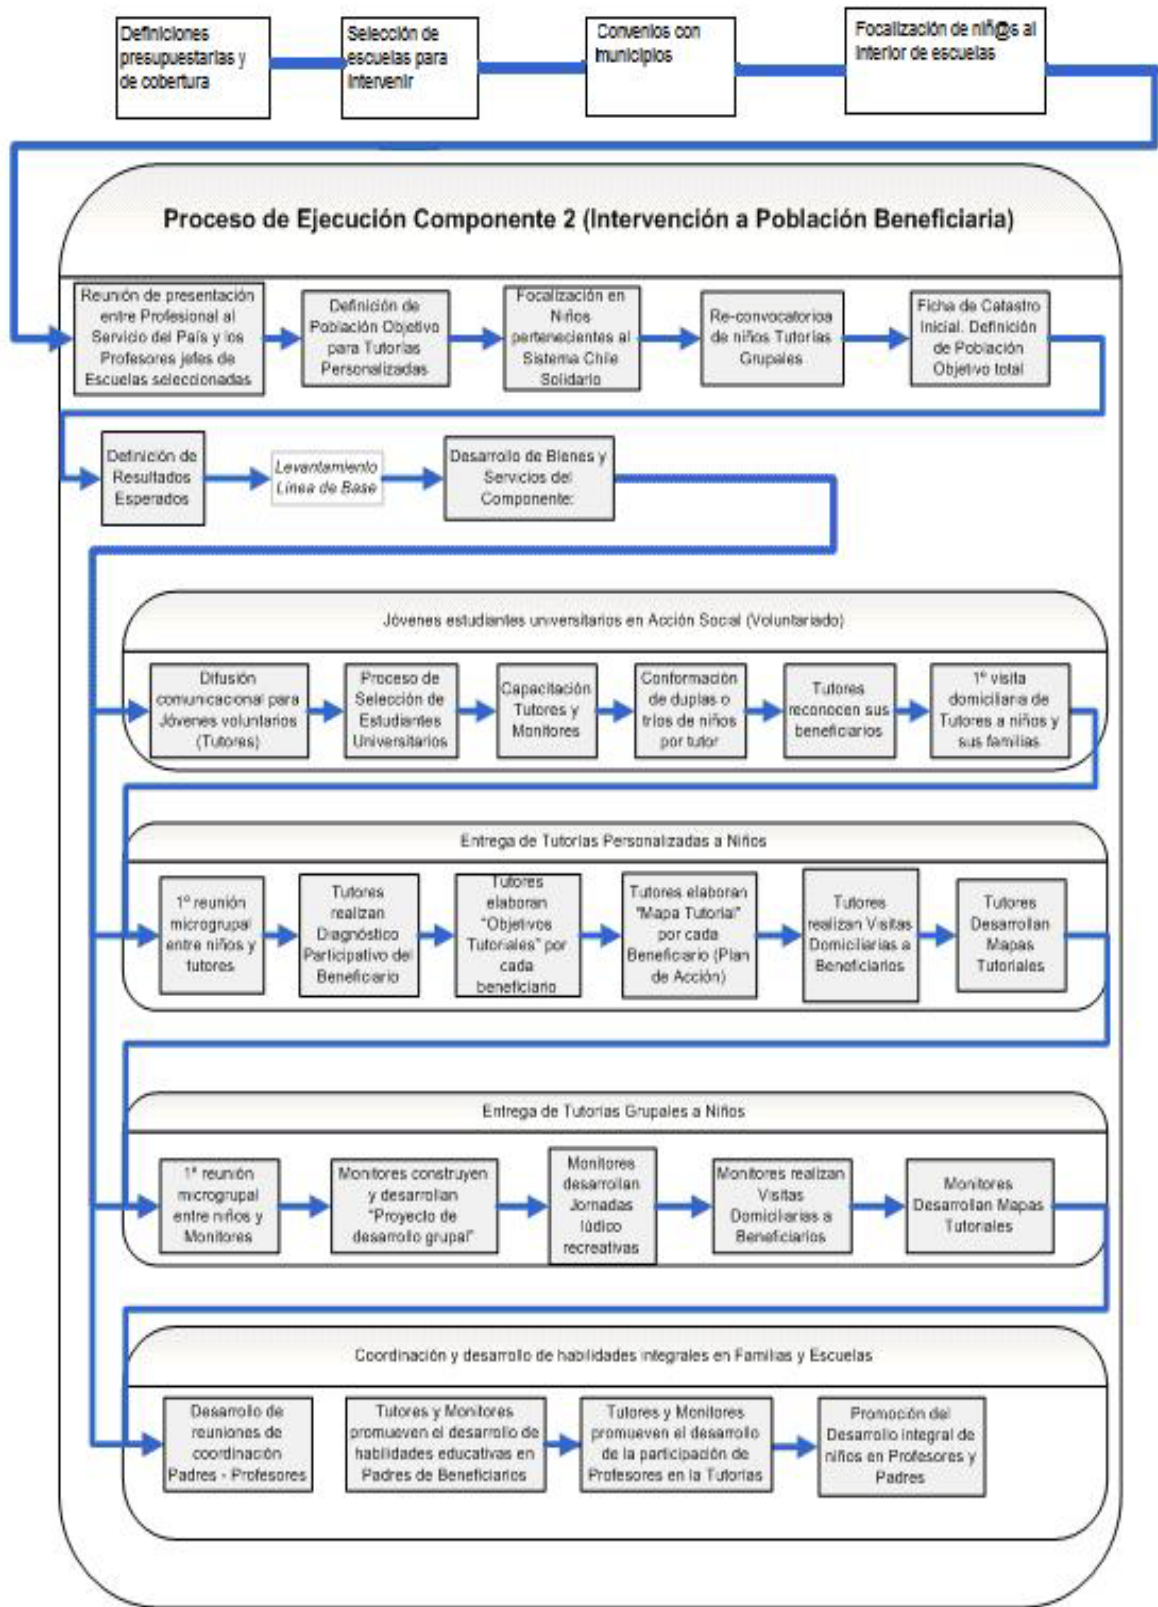 Definiciones
presupuestarias y
de cobertura
Selección de
escuelas para
Intervenir
Convenios con
municipios
Focalización de niñ@s al
Interior de escuelas
Proceso de Ejecución Componente 2 (Intervención a Población Beneficiaria)
Reunión de presentación
entre Profesional al
Servicio del País y los
Profesores jefes de
Escuelas seleccionadas
Definición de
Población Objetivo
para Tutorías
Personalizadas
Focalización en
Niños
pertenecientes al
Sistema Chile
Solidario
Re-convocatorioa
de niños Tutorías
Grupales
Ficha de Catastro
Inicial. Definición
de Población
Objetivo total
Definición de
Resultados
Esperados
Levantamiento
Línea de Base
Desarrollo de Bienes y
Servicios del
Componente:
Jóvenes estudiantes universitarios en Acción Social (Voluntariado)
Difusión
comunicacional para
Jóvenes voluntarios
(Tutores)
Proceso de
Selección de
Estudiantes
Universitarios
Capacitación
Tutores y
Monitores
Conformación
de duplas o
tríos de niños
por tutor
Tutores
reconocen sus
beneficiarios
1º visita
domiciliaria de
Tutores a niños y
sus familias
Entrega de Tutorías Personalizadas a Niños
1º reunión
microgrupal
entre niños y
tutores
Tutores
realizan
Diagnóstico
Participativo del
Beneficiario
Tutores
elaboran
"Objetivos
Tutoriales" por
cada
beneficiario
Tutores elaboran
"Mapa Tutorial"
por cada
Beneficiario (Plan
de Acción)
Tutores
realizan Visitas
Domiciliarias a
Beneficiarios
Tutores
Desarrollan
Mapas
Tutoriales
Entrega de Tutorías Grupales a Niños
1ª reunión
microgrupal
entre niños y
Monitores
Monitores construyen
y desarrollan
"Proyecto de
desarrollo grupal"
Monitores
desarrollan
Jornadas
lúdico
recreativas
Monitores realizan
Visitas
Domiciliarias a
Beneficiarios
Monitores
Desarrollan Mapas
Tutoriales
Coordinación y desarrollo de habilidades integrales en Familias y Escuelas
Desarrollo de
reuniones de
coordinación
Padres - Profesores
Tutores y Monitores
promueven el desarrollo de
habilidades educativas en
Padres de Beneficiarios
Tutores y Monitores
promueven el desarrollo
de la participación de
Profesores en la Tutorías
Promoción del
Desarrollo integral de
niños en Profesores y
Padres